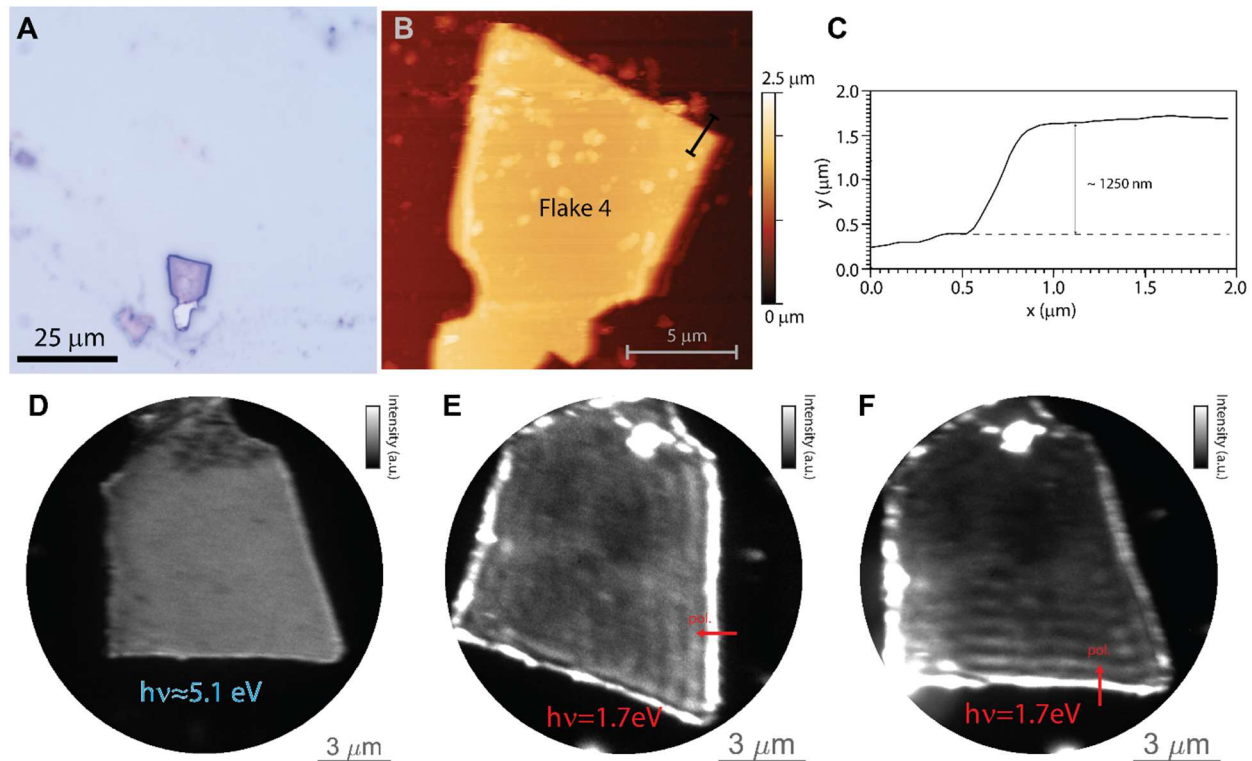 A
25 μm
B
Flake 4
5 μm
2.5 μm
0 μm
C
2.0
1.5
1.0
0.5
0.0
y (μm)
~ 1250 nm
0.0 0.5 1.0 1.5 2.0
x (μm)
D
Intensity (a.u.)
hν≈5.1 eV
3 μm
E
Intensity (a.u.)
pol.
hν=1.7eV
3 μm
F
Intensity (a.u.)
pol.
hν=1.7eV
3 μm